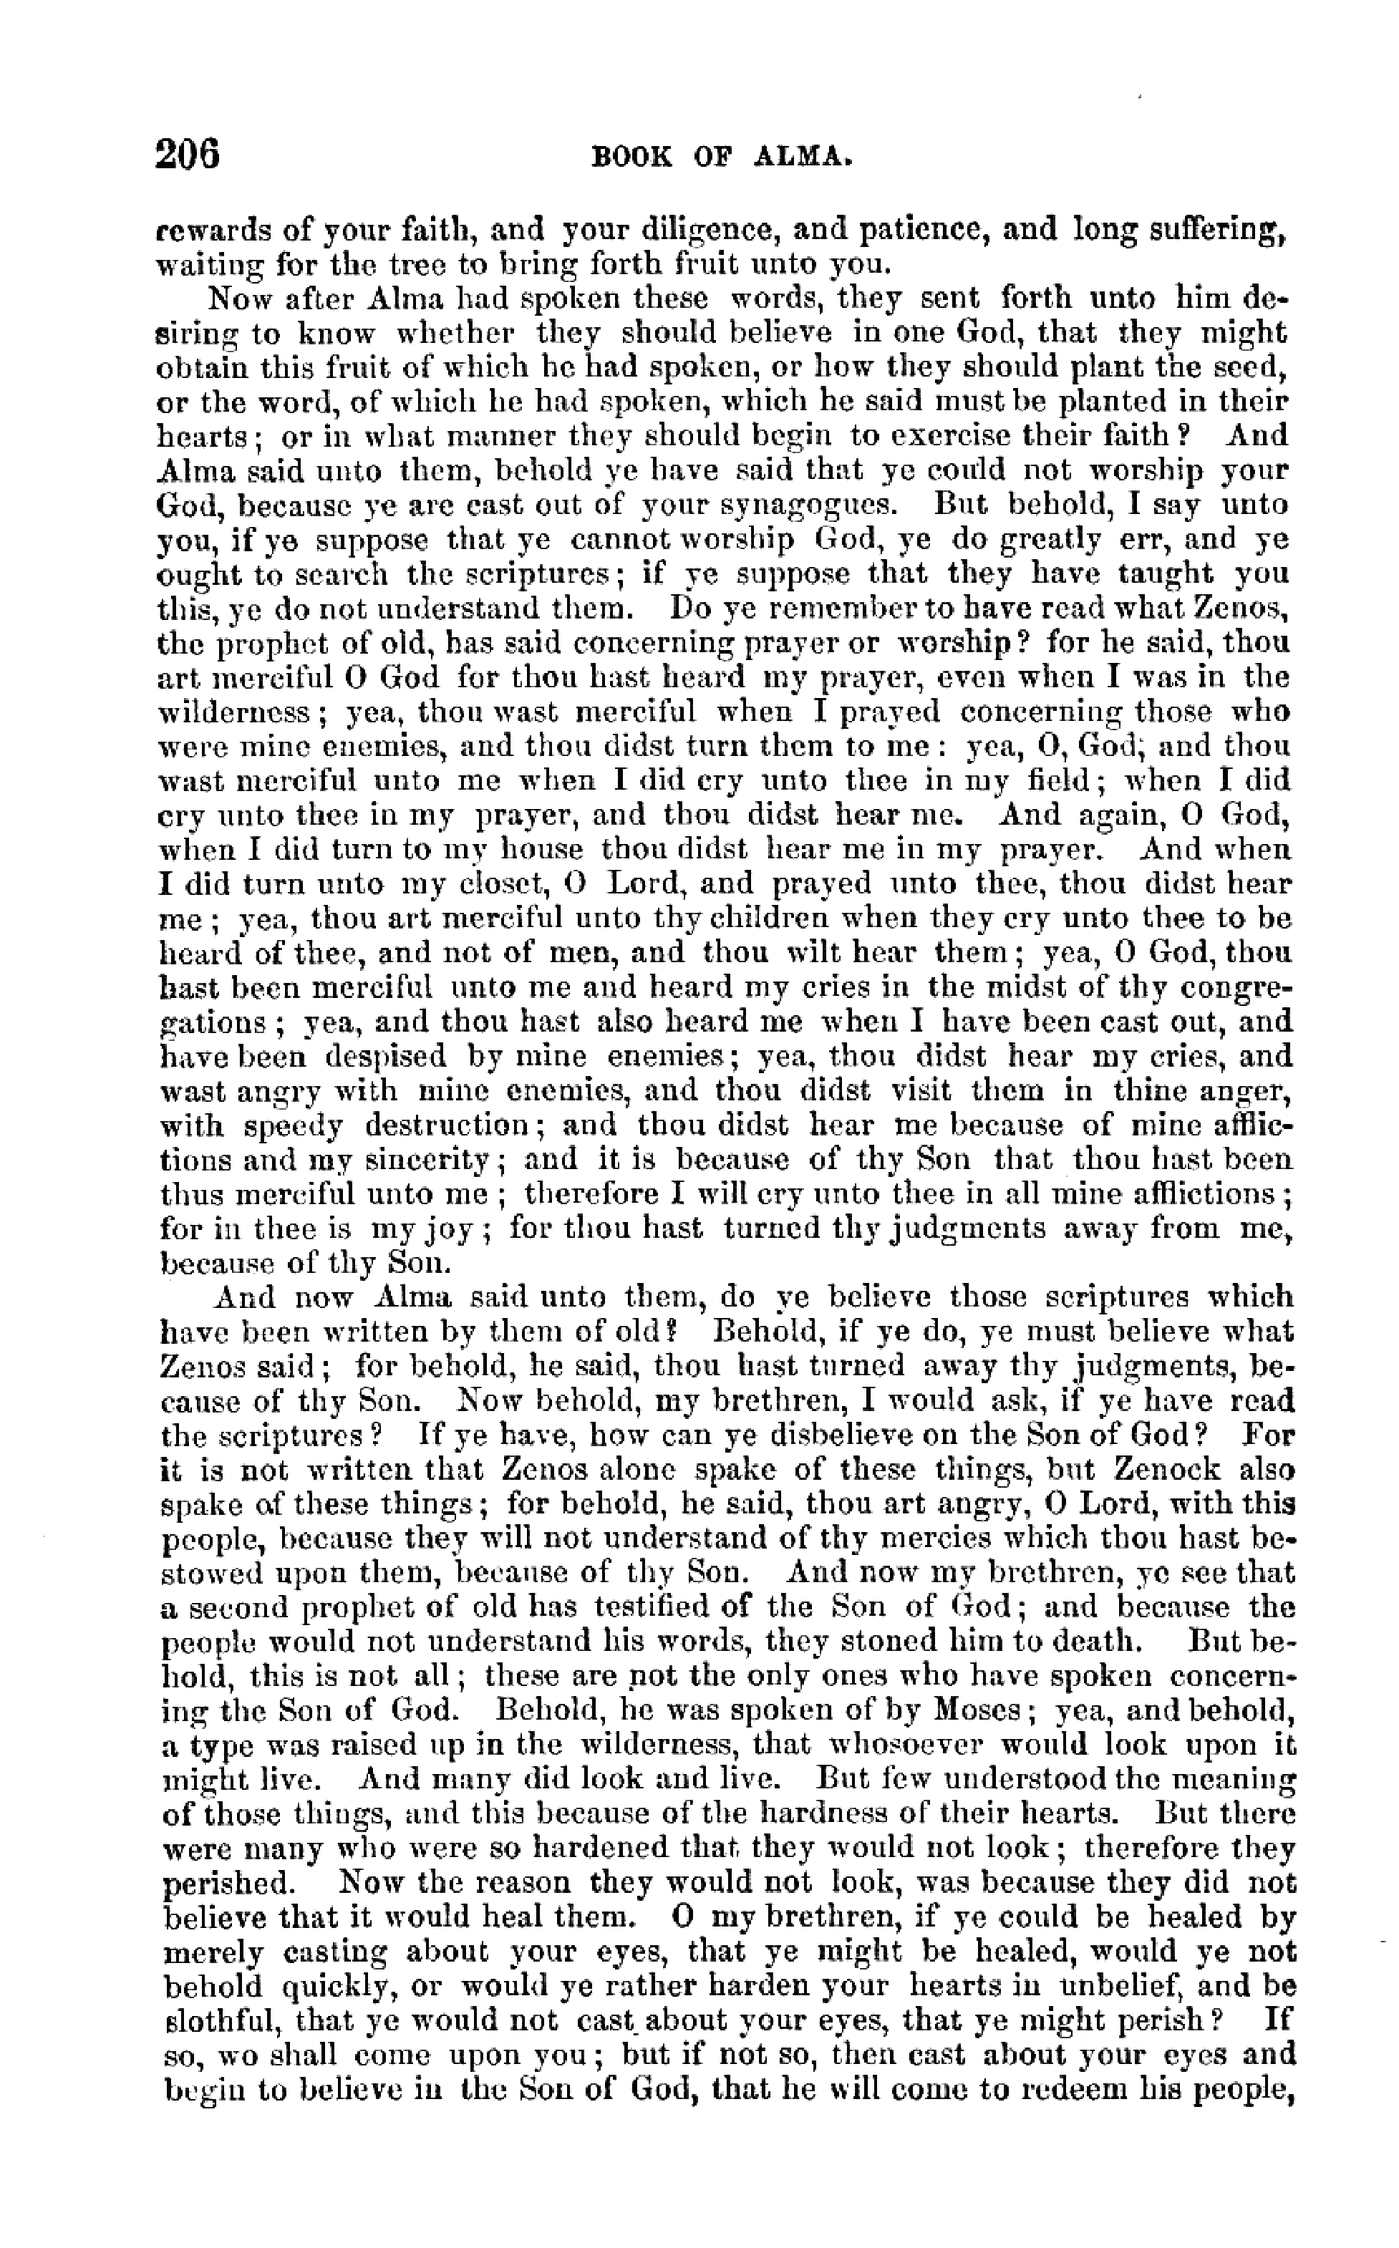 206 BOOK OF ALMA.
rewards of your faith, and your diligence, and patience, and long suffering,
waiting for the tree to bring forth fruit unto you.
Now after Alma had spoken these words, they sent forth unto him de-
siring to know whether they should believe in one God, that they might
obtain this fruit of which he had spoken, or how they should plant the seed,
or the word, of which he had spoken, which he said must be planted in their
hearts; or in what manner they should begin to exercise their faith? And
Alma said unto them, behold ye have said that ye could not worship your
God, because ye are cast out of your synagogues. But behold, I say unto
you, if ye suppose that ye cannot worship God, ye do greatly err, and ye
ought to search the scriptures; if ye suppose that they have taught you
this, ye do not understand them. Do ye remember to have read what Zenos,
the prophet of old, has said concerning prayer or worship? for he said, thou
art merciful O God for thou hast heard my prayer, even when I was in the
wilderness; yea, thou wast merciful when I prayed concerning those who
were mine enemies, and thou didst turn them to me: yea, O, God; and thou
wast merciful unto me when I did cry unto thee in my field; when I did
cry unto thee in my prayer, and thou didst hear me. And again, O God,
when I did turn to my house thou didst hear me in my prayer. And when
I did turn unto my closet, O Lord, and prayed unto thee, thou didst hear
me; yea, thou art merciful unto thy children when they cry unto thee to be
heard of thee, and not of men, and thou wilt hear them; yea, O God, thou
hast been merciful unto me and heard my cries in the midst of thy congre-
gations; yea, and thou hast also heard me when I have been cast out, and
have been despised by mine enemies; yea, thou didst hear my cries, and
wast angry with mine enemies, and thou didst visit them in thine anger,
with speedy destruction; and thou didst hear me because of mine afflic-
tions and my sincerity; and it is because of thy Son that thou hast been
thus merciful unto me; therefore I will cry unto thee in all mine afflictions;
for in thee is my joy; for thou hast turned thy judgments away from me,
because of thy Son.
And now Alma said unto them, do ye believe those scriptures which
have been written by them of old? Behold, if ye do, ye must believe what
Zenos said; for behold, he said, thou hast turned away thy judgments, be-
cause of thy Son. Now behold, my brethren, I would ask, if ye have read
the scriptures? If ye have, how can ye disbelieve on the Son of God? For
it is not written that Zenos alone spake of these things, but Zenock also
spake of these things; for behold, he said, thou art angry, O Lord, with this
people, because they will not understand of thy mercies which thou hast be-
stowed upon them, because of thy Son. And now my brethren, ye see that
a second prophet of old has testified of the Son of God; and because the
people would not understand his words, they stoned him to death. But be-
hold, this is not all; these are not the only ones who have spoken concern-
ing the Son of God. Behold, he was spoken of by Moses; yea, and behold,
a type was raised up in the wilderness, that whosoever would look upon it
might live. And many did look and live. But few understood the meaning
of those things, and this because of the hardness of their hearts. But there
were many who were so hardened that they would not look; therefore they
perished. Now the reason they would not look, was because they did not
believe that it would heal them. O my brethren, if ye could be healed by
merely casting about your eyes, that ye might be healed, would ye not
behold quickly, or would ye rather harden your hearts in unbelief, and be
slothful, that ye would not cast about your eyes, that ye might perish? If
so, wo shall come upon you; but if not so, then cast about your eyes and
begin to believe in the Son of God, that he will come to redeem his people,